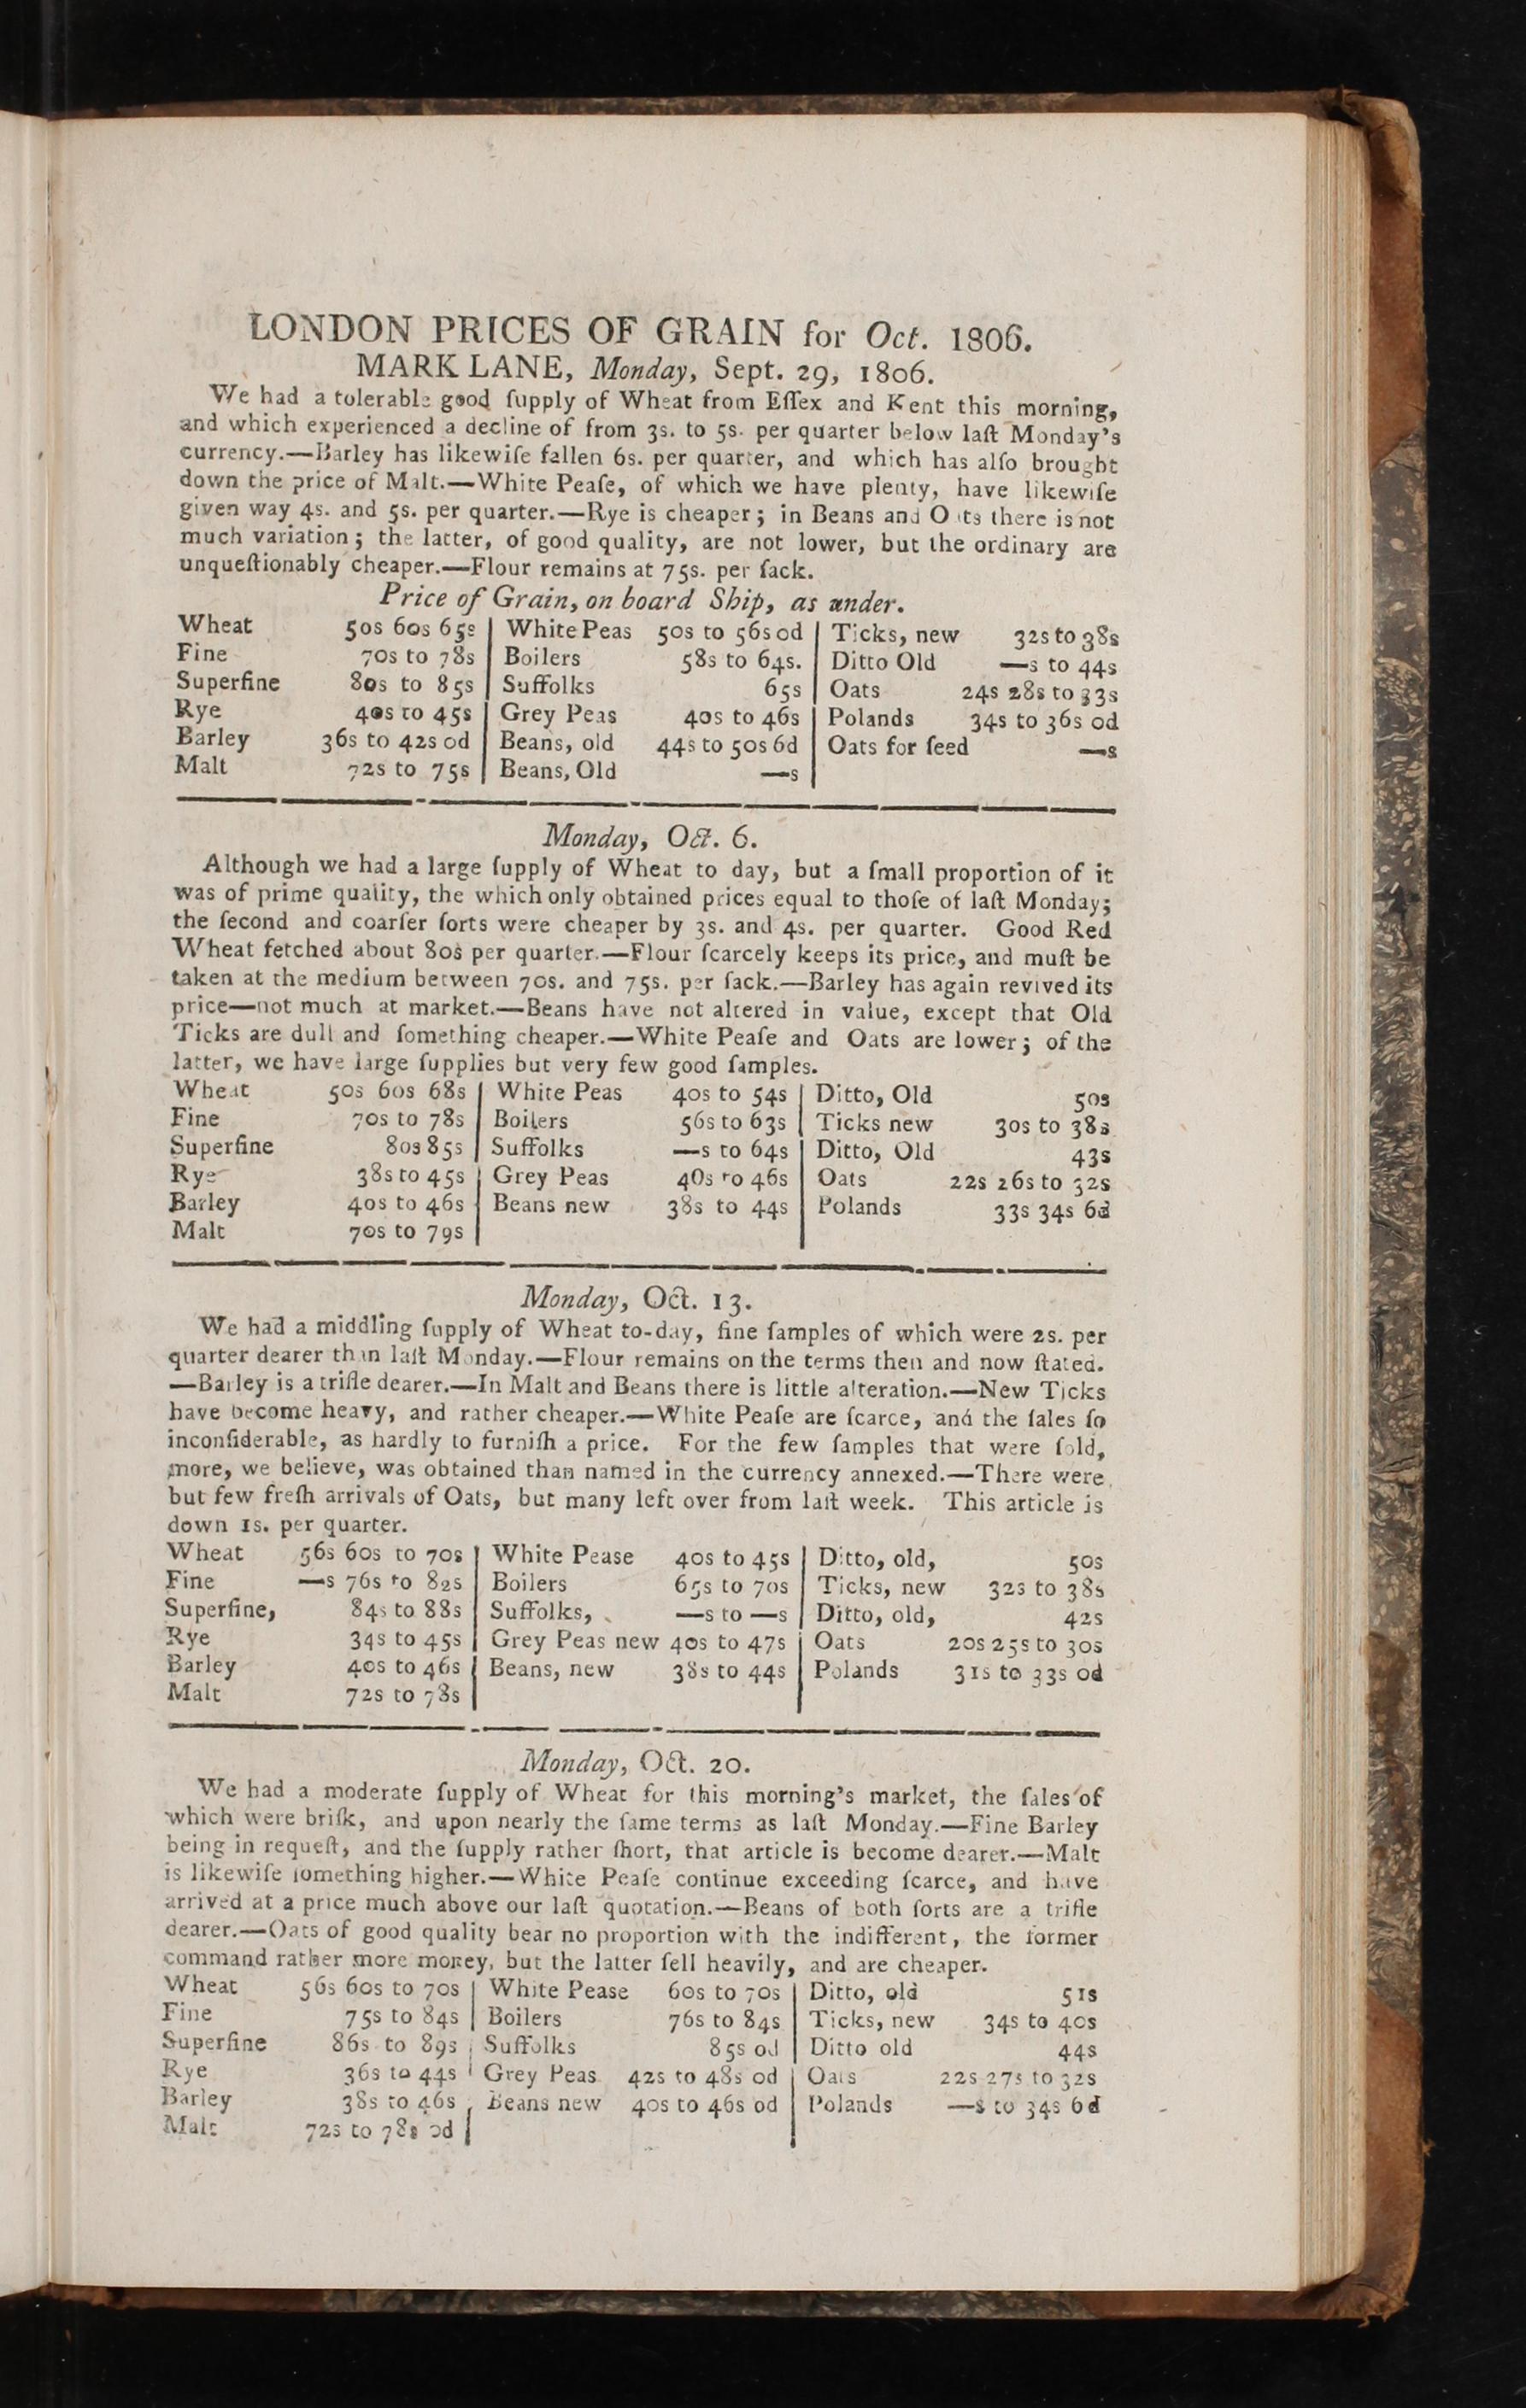 LONDON PRICES OF GRAIN for Oct. 1806.
MARK LANE, Monday, Sept. 29, 1806.
We had a tolerable good ſupply of Wheat from Eſſex and Kent this morning,
and which experienced a decline of from 3s. to 5s. per quarter below laſt Monday's
currency.—Barley has likewiſe fallen 6s. per quarter, and which has alſo brought
down the price of Malt.—White Peaſe, of which we have plenty, have likewiſe
given way 4s. and 5s. per quarter.—Rye is cheaper; in Beans and Oats there is not
much variation; the latter, of good quality, are not lower, but the ordinary are
unqueſtionably cheaper.—Flour remains at 75s. per ſack.
Price of Grain, on board Ship, as under.
Wheat 50s 60s 65s | White Peas 50s to 56s od | Ticks, new 32s to 38s
Fine 70s to 78s | Boilers 58s to 64s. | Ditto Old —s to 44s
Superfine 80s to 85s | Suffolks 65s | Oats 24s 28s to 33s
Rye 40s to 45s | Grey Peas 40s to 46s | Polands 34s to 36s od
Barley 36s to 42s od | Beans, old 44s to 50s 6d | Oats for ſeed —s
Malt 72s to 75s | Beans, Old —s |
Monday, Oct. 6.
Although we had a large ſupply of Wheat to day, but a ſmall proportion of it
was of prime quality, the which only obtained prices equal to thoſe of laſt Monday;
the ſecond and coarſer ſorts were cheaper by 3s. and 4s. per quarter. Good Red
Wheat fetched about 80s per quarter.—Flour ſcarcely keeps its price, and muſt be
taken at the medium between 70s. and 75s. per ſack.—Barley has again revived its
price—not much at market.—Beans have not altered in value, except that Old
Ticks are dull and ſomething cheaper.—White Peaſe and Oats are lower; of the
latter, we have large ſupplies but very few good ſamples.
Wheat 50s 60s 68s | White Peas 40s to 54s | Ditto, Old 50s
Fine 70s to 78s | Boilers 56s to 63s | Ticks new 30s to 38s
Superfine 80s 85s | Suffolks —s to 64s | Ditto, Old 43s
Rye 38s to 45s | Grey Peas 40s to 46s | Oats 22s 26s to 32s
Barley 40s to 46s | Beans new 38s to 44s | Polands 33s 34s 6d
Malt 70s to 79s |
Monday, Oct. 13.
We had a middling ſupply of Wheat to-day, fine ſamples of which were 2s. per
quarter dearer than laſt Monday.—Flour remains on the terms then and now ſtated.
—Barley is a trifle dearer.—In Malt and Beans there is little alteration.—New Ticks
have become heavy, and rather cheaper.—White Peaſe are ſcarce, and the ſales ſo
inconſiderable, as hardly to furniſh a price. For the few ſamples that were ſold,
more, we believe, was obtained than named in the currency annexed.—There were
but few freſh arrivals of Oats, but many left over from laſt week. This article is
down 1s. per quarter.
Wheat 56s 60s to 70s | White Pease 40s to 45s | Ditto, old, 50s
Fine —s 76s to 82s | Boilers 65s to 70s | Ticks, new 32s to 38s
Superfine, 84s to 88s | Suffolks, —s to —s | Ditto, old, 42s
Rye 34s to 45s | Grey Peas new 40s to 47s | Oats 20s 25s to 30s
Barley 40s to 46s | Beans, new 38s to 44s | Polands 31s to 33s od
Malt 72s to 78s |
Monday, Oct. 20.
We had a moderate ſupply of Wheat for this morning's market, the ſales of
which were briſk, and upon nearly the ſame terms as laſt Monday.—Fine Barley
being in requeſt, and the ſupply rather ſhort, that article is become dearer.—Malt
is likewiſe ſomething higher.—White Peaſe continue exceeding ſcarce, and have
arrived at a price much above our laſt quotation.—Beans of both ſorts are a trifle
dearer.—Oats of good quality bear no proportion with the indifferent, the former
command rather more money, but the latter ſell heavily, and are cheaper.
Wheat 56s 60s to 70s | White Pease 60s to 70s | Ditto, old 51s
Fine 75s to 84s | Boilers 76s to 84s | Ticks, new 34s to 40s
Superfine 86s to 89s | Suffolks 85s od | Ditto old 44s
Rye 36s to 44s | Grey Peas 42s to 48s od | Oats 22s 27s to 32s
Barley 38s to 46s | Beans new 40s to 46s od | Polands —s to 34s 6d
Malt 72s to 78s od |